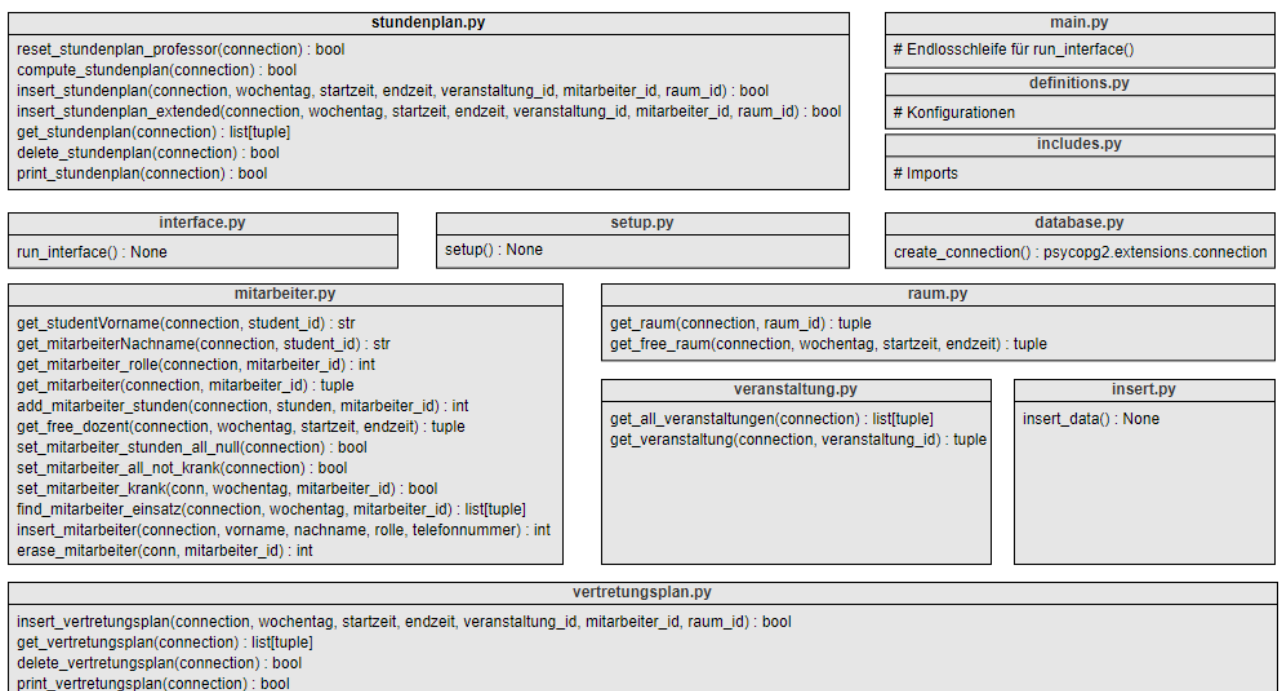 stundenplan.py
reset_stundenplan_professor(connection) : bool
compute_stundenplan(connection) : bool
insert_stundenplan(connection, wochentag, startzeit, endzeit, veranstaltung_id, mitarbeiter_id, raum_id) : bool
insert_stundenplan_extended(connection, wochentag, startzeit, endzeit, veranstaltung_id, mitarbeiter_id, raum_id) : bool
get_stundenplan(connection) : list[tuple]
delete_stundenplan(connection) : bool
print_stundenplan(connection) : bool
main.py
# Endlosschleife für run_interface()
definitions.py
# Konfigurationen
includes.py
# Imports
interface.py
run_interface() : None
setup.py
setup() : None
database.py
create_connection() : psycopg2.extensions.connection
mitarbeiter.py
get_studentVorname(connection, student_id) : str
get_mitarbeiterNachname(connection, student_id) : str
get_mitarbeiter_rolle(connection, mitarbeiter_id) : int
get_mitarbeiter(connection, mitarbeiter_id) : tuple
add_mitarbeiter_stunden(connection, stunden, mitarbeiter_id) : int
get_free_dozent(connection, wochentag, startzeit, endzeit) : tuple
set_mitarbeiter_stunden_all_null(connection) : bool
set_mitarbeiter_all_not_krank(connection) : bool
set_mitarbeiter_krank(conn, wochentag, mitarbeiter_id) : bool
find_mitarbeiter_einsatz(connection, wochentag, mitarbeiter_id) : list[tuple]
insert_mitarbeiter(connection, vorname, nachname, rolle, telefonnummer) : int
erase_mitarbeiter(conn, mitarbeiter_id) : int
raum.py
get_raum(connection, raum_id) : tuple
get_free_raum(connection, wochentag, startzeit, endzeit) : tuple
veranstaltung.py
get_all_veranstaltungen(connection) : list[tuple]
get_veranstaltung(connection, veranstaltung_id) : tuple
insert.py
insert_data() : None
vertretungsplan.py
insert_vertretungsplan(connection, wochentag, startzeit, endzeit, veranstaltung_id, mitarbeiter_id, raum_id) : bool
get_vertretungsplan(connection) : list[tuple]
delete_vertretungsplan(connection) : bool
print_vertretungsplan(connection) : bool